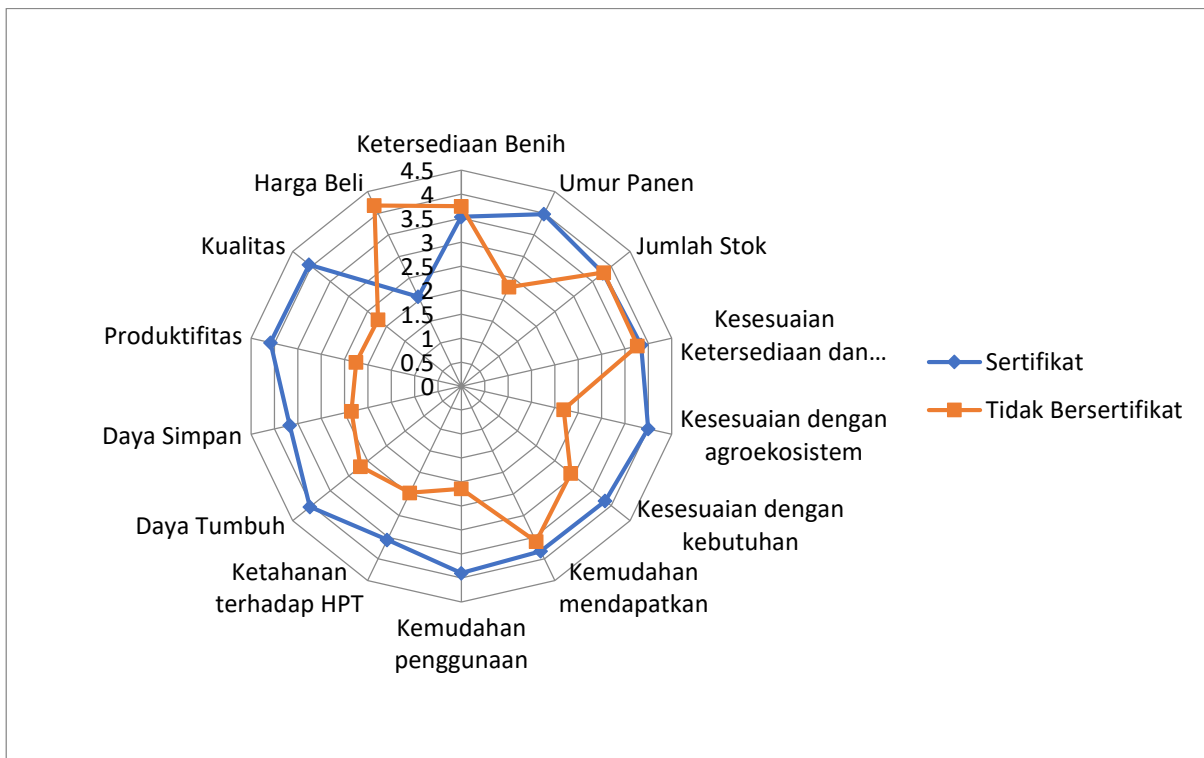 Ketersediaan Benih
Umur Panen
Jumlah Stok
Kesesuaian
Ketersediaan dan...
Kesesuaian dengan
agroekosistem
Kesesuaian dengan
kebutuhan
Kemudahan
mendapatkan
Kemudahan
penggunaan
Ketahanan
terhadap HPT
Daya Tumbuh
Daya Simpan
Produktifitas
Kualitas
Harga Beli
4.5
4
3.5
3
2.5
2
1.5
1
0.5
0
Sertifikat
Tidak Bersertifikat